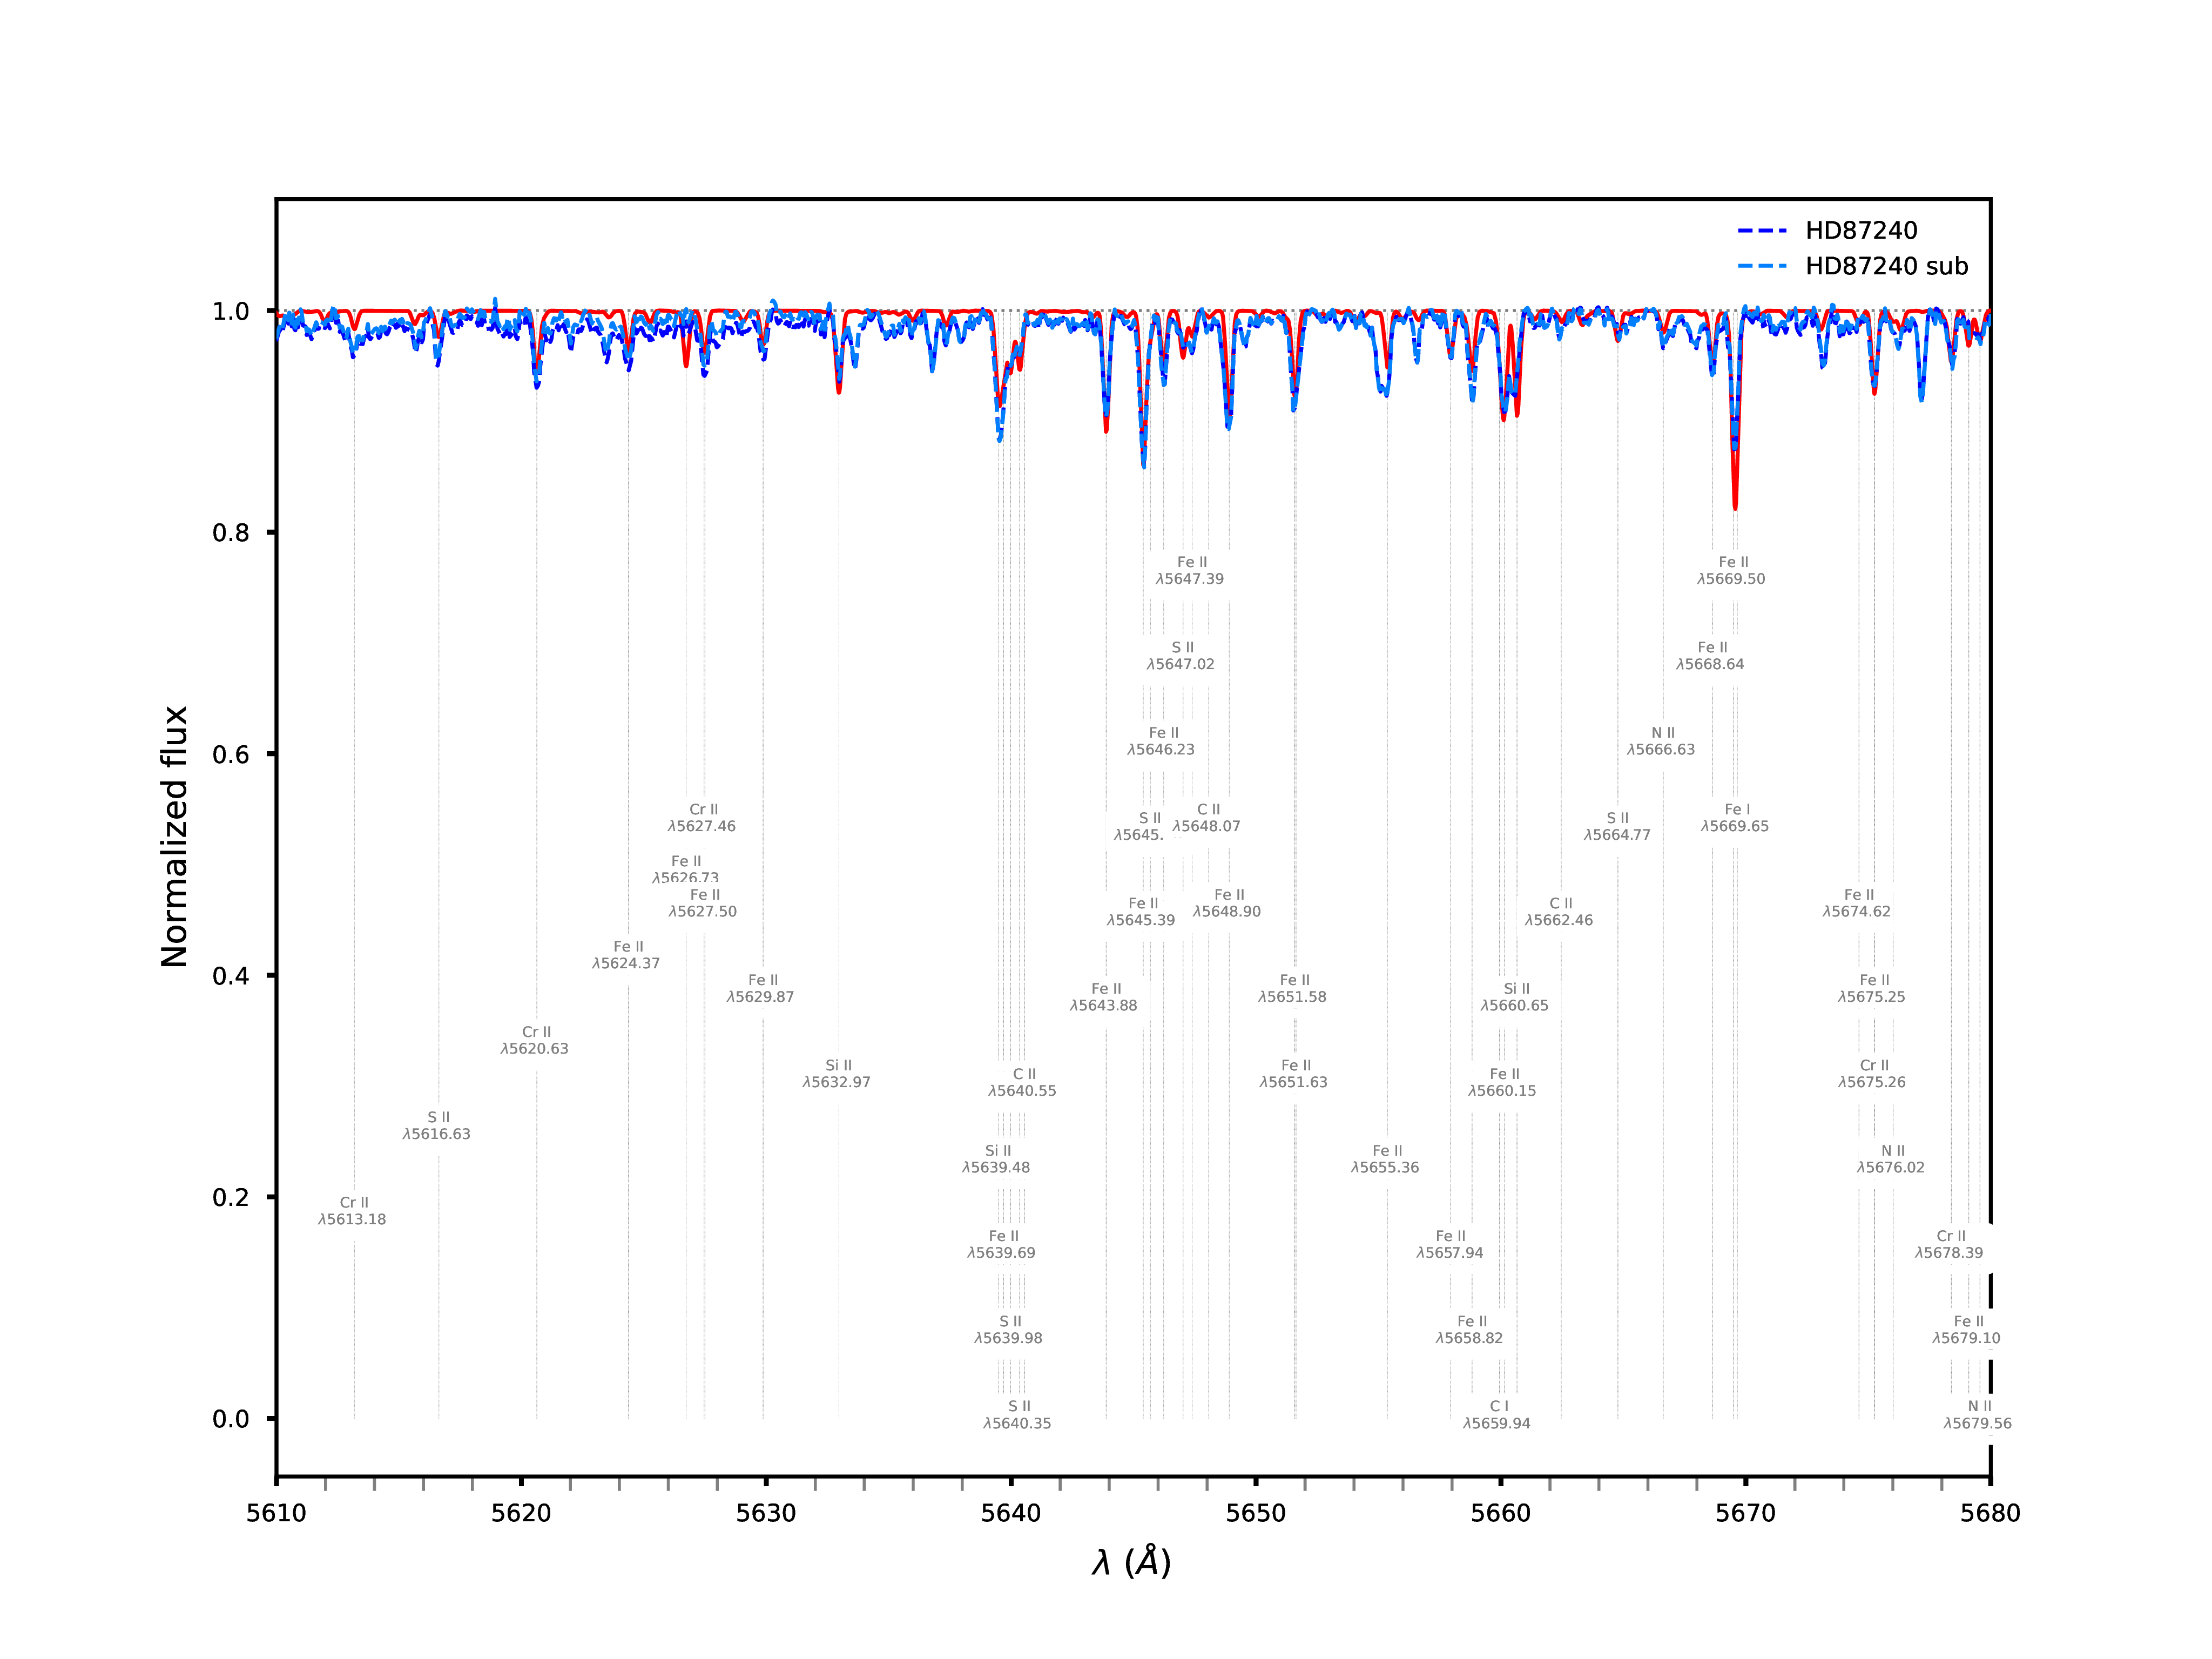 HD87240
HD87240 sub
1.0
0.8
0.6
0.4
0.2
0.0
Normalized flux
Fe II
λ5647.39
Fe II
λ5669.50
S II
λ5647.02
Fe II
λ5668.64
Fe II
λ5646.23
N II
λ5666.63
Cr II
λ5627.46
S II
λ5645.
C II
λ5648.07
S II
λ5664.77
Fe I
λ5669.65
Fe II
λ5626.73
Fe II
λ5627.50
Fe II
λ5645.39
Fe II
λ5648.90
C II
λ5662.46
Fe II
λ5674.62
Fe II
λ5624.37
Fe II
λ5629.87
Fe II
λ5643.88
Fe II
λ5651.58
Si II
λ5660.65
Fe II
λ5675.25
Cr II
λ5620.63
Si II
λ5632.97
C II
λ5640.55
Fe II
λ5651.63
Fe II
λ5660.15
Cr II
λ5675.26
S II
λ5616.63
Si II
λ5639.48
Fe II
λ5655.36
N II
λ5676.02
Cr II
λ5613.18
Fe II
λ5639.69
Fe II
λ5657.94
Cr II
λ5678.39
S II
λ5639.98
Fe II
λ5658.82
Fe II
λ5679.10
S II
λ5640.35
C I
λ5659.94
N II
λ5679.56
5610
5620
5630
5640
5650
5660
5670
5680
λ (Å)